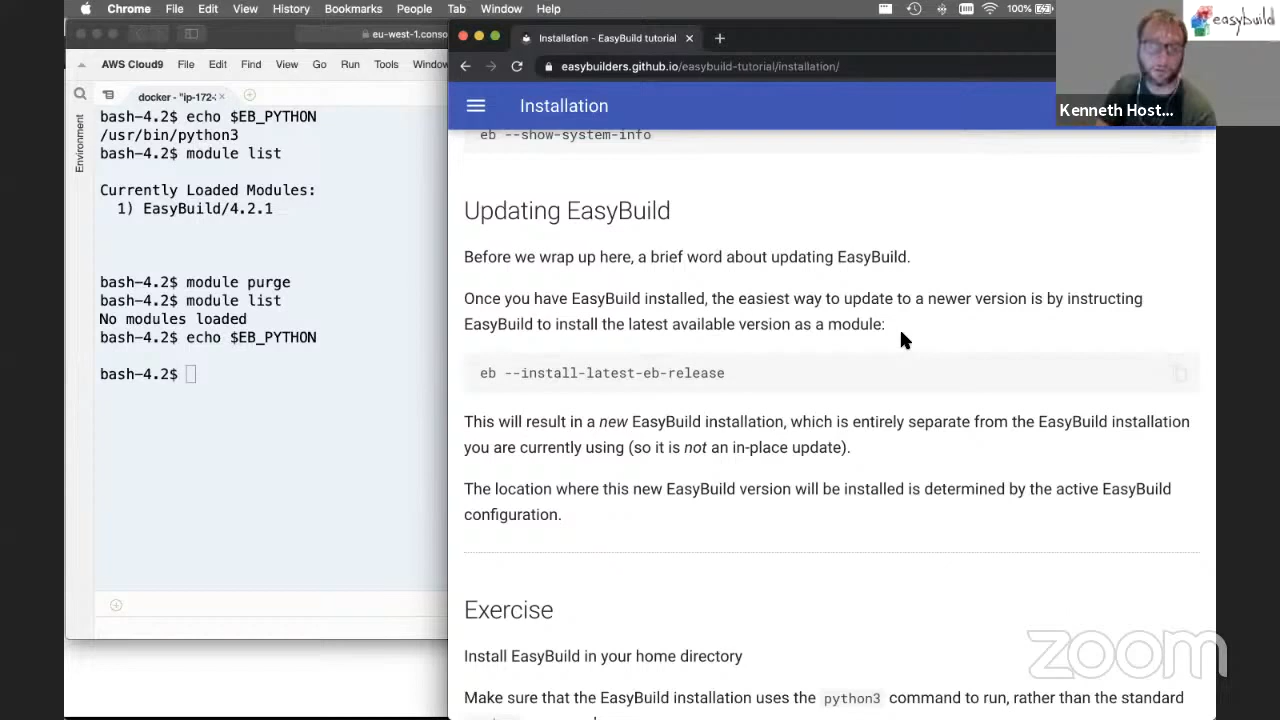 Chrome File Edit View History Bookmarks People Tab Window Help 100%
easybuild
Kenneth Host...
eu-west-1.conso
AWS Cloud9 File Edit Find View Go Run Tools Window
docker - "ip-172-
Environment
bash-4.2$ echo $EB_PYTHON
/usr/bin/python3
bash-4.2$ module list
Currently Loaded Modules:
1) EasyBuild/4.2.1
bash-4.2$ module purge
bash-4.2$ module list
No modules loaded
bash-4.2$ echo $EB_PYTHON
bash-4.2$
Installation - EasyBuild tutorial
easybuilders.github.io/easybuild-tutorial/installation/
Installation
eb --show-system-info
Updating EasyBuild
Before we wrap up here, a brief word about updating EasyBuild.
Once you have EasyBuild installed, the easiest way to update to a newer version is by instructing
EasyBuild to install the latest available version as a module:
eb --install-latest-eb-release
This will result in a new EasyBuild installation, which is entirely separate from the EasyBuild installation
you are currently using (so it is not an in-place update).
The location where this new EasyBuild version will be installed is determined by the active EasyBuild
configuration.
Exercise
Install EasyBuild in your home directory
Make sure that the EasyBuild installation uses the python3 command to run, rather than the standard
zoom